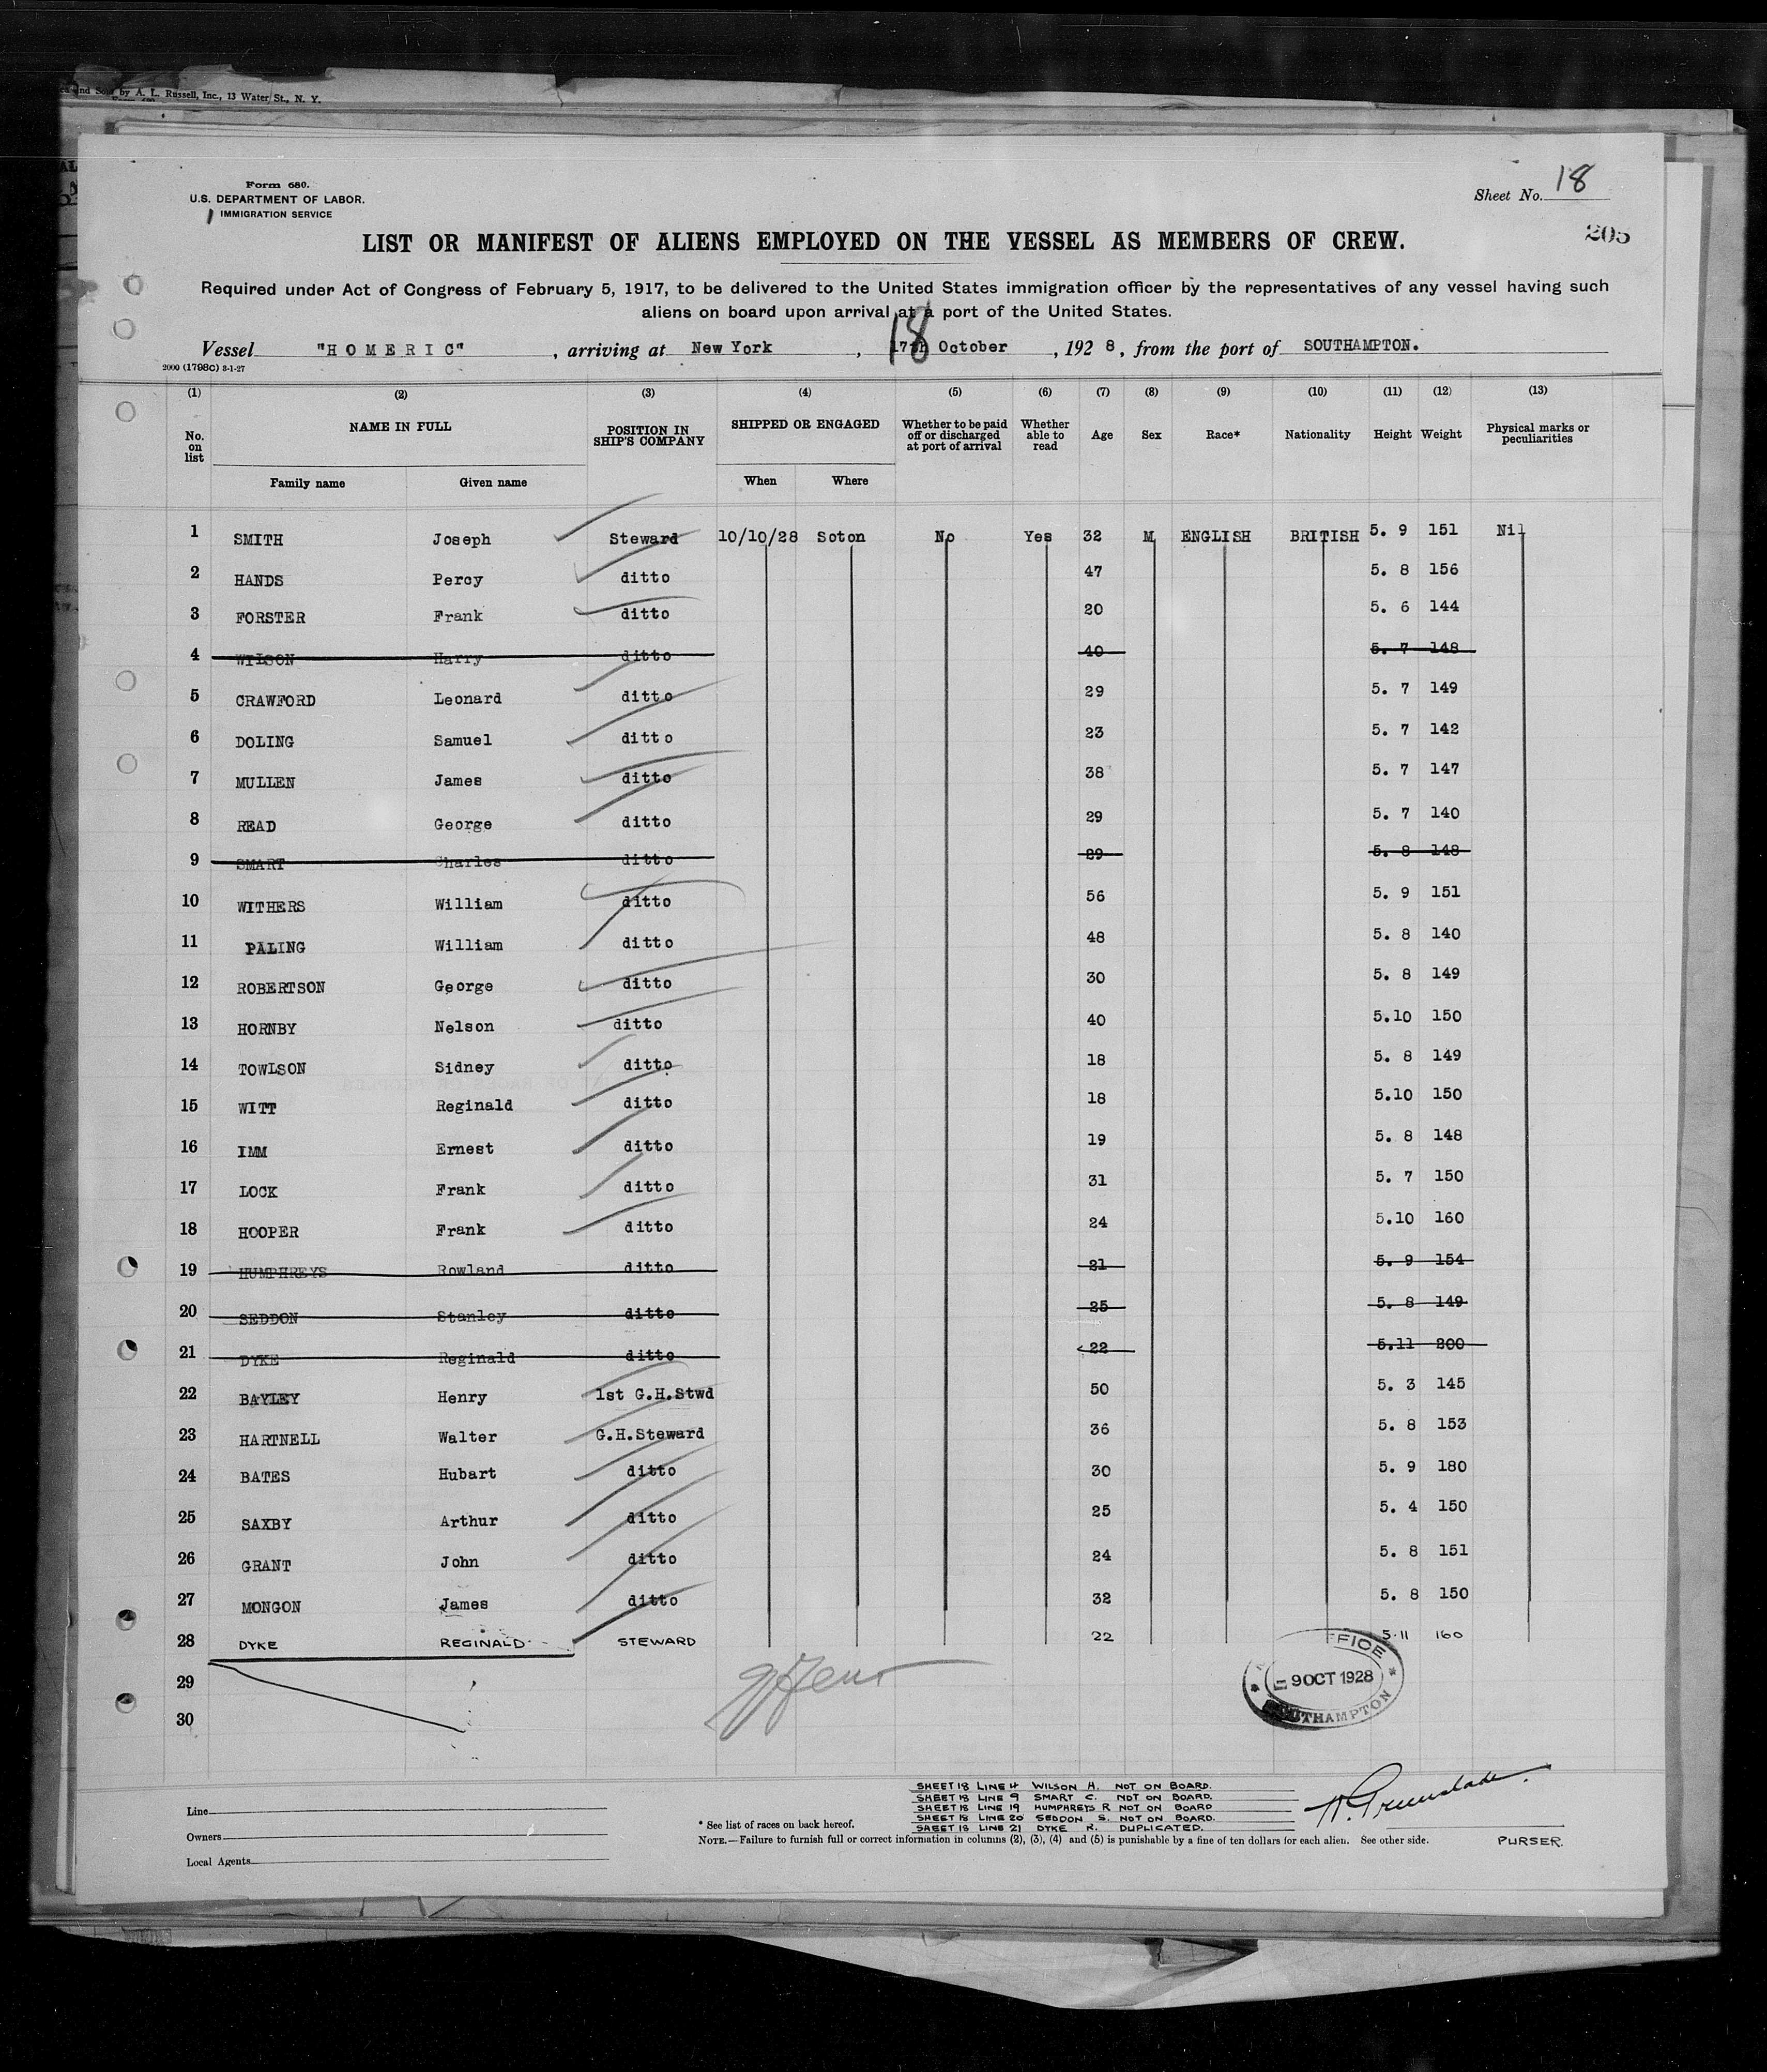 and Sold by A. L. Russell, Inc., 13 Water St., N. Y.
Form 680.
U.S. DEPARTMENT OF LABOR.
IMMIGRATION SERVICE
Sheet No. 18
205
LIST OR MANIFEST OF ALIENS EMPLOYED ON THE VESSEL AS MEMBERS OF CREW.
Required under Act of Congress of February 5, 1917, to be delivered to the United States immigration officer by the representatives of any vessel having such
aliens on board upon arrival at a port of the United States.
Vessel "HOMERIC", arriving at New York, 18 17th October, 1928, from the port of SOUTHAMPTON.
2000 (1798C) 3-1-27
(1) (2) (3) (4) (5) (6) (7) (8) (9) (10) (11) (12) (13)
No. on list NAME IN FULL POSITION IN SHIP'S COMPANY SHIPPED OR ENGAGED Whether to be paid off or discharged at port of arrival Whether able to read Age Sex Race* Nationality Height Weight Physical marks or peculiarities
Family name Given name When Where
1 SMITH Joseph Steward 10/10/28 Soton No Yes 32 M ENGLISH BRITISH 5. 9 151 Nil
2 HANDS Percy ditto 47 5. 8 156
3 FORSTER Frank ditto 20 5. 6 144
4 WILSON Harry ditto 40 5. 7 148
5 CRAWFORD Leonard ditto 29 5. 7 149
6 DOLING Samuel ditto 23 5. 7 142
7 MULLEN James ditto 38 5. 7 147
8 READ George ditto 29 5. 7 140
9 SMART Charles ditto 29 5. 8 148
10 WITHERS William ditto 56 5. 9 151
11 PALING William ditto 48 5. 8 140
12 ROBERTSON George ditto 30 5. 8 149
13 HORNBY Nelson ditto 40 5.10 150
14 TOWLSON Sidney ditto 18 5. 8 149
15 WITT Reginald ditto 18 5.10 150
16 IMM Ernest ditto 19 5. 8 148
17 LOCK Frank ditto 31 5. 7 150
18 HOOPER Frank ditto 24 5.10 160
19 HUMPHREYS Rowland ditto 21 5. 9 154
20 SEDDON Stanley ditto 25 5. 8 149
21 DYKE Reginald ditto 22 5.11 200
22 BAYLEY Henry 1st G.H.Stwd 50 5. 3 145
23 HARTNELL Walter G.H.Steward 36 5. 8 153
24 BATES Hubart ditto 30 5. 9 180
25 SAXBY Arthur ditto 25 5. 4 150
26 GRANT John ditto 24 5. 8 151
27 MONGON James ditto 32 5. 8 150
28 DYKE REGINALD STEWARD 22 5.11 160
29
30
9 OCT 1928
SOUTHAMPTON
SHEET 18 LINE 4 WILSON H. NOT ON BOARD.
SHEET 18 LINE 9 SMART C. NOT ON BOARD.
SHEET 18 LINE 19 HUMPHREYS R NOT ON BOARD
SHEET 18 LINE 20 SEDDON S. NOT ON BOARD.
SHEET 18 LINE 21 DYKE R. DUPLICATED.
Line
Owners
Local Agents
* See list of races on back hereof.
NOTE.—Failure to furnish full or correct information in columns (2), (3), (4) and (5) is punishable by a fine of ten dollars for each alien. See other side.
PURSER.